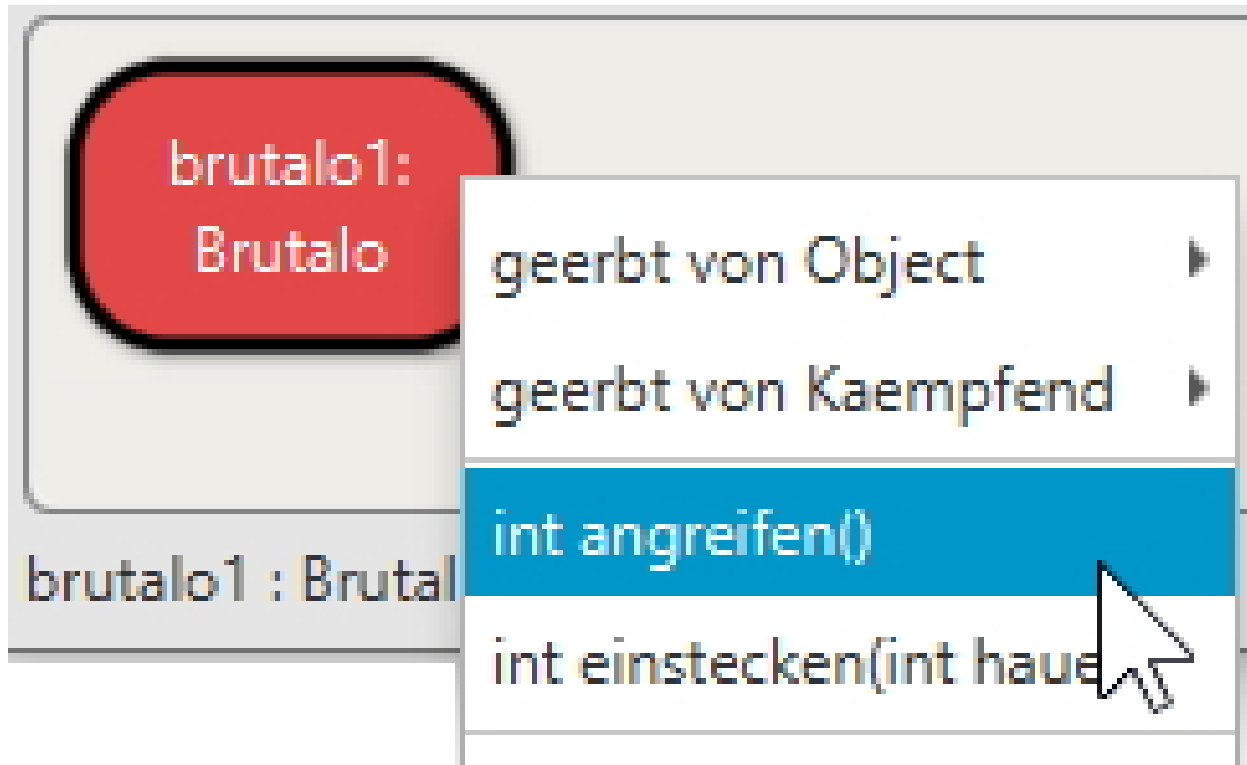 brutalo1:
Brutalo
geerbt von Object
geerbt von Kaempfend
int angreifen()
brutalo1 : Brutal
int einstecken(int haue